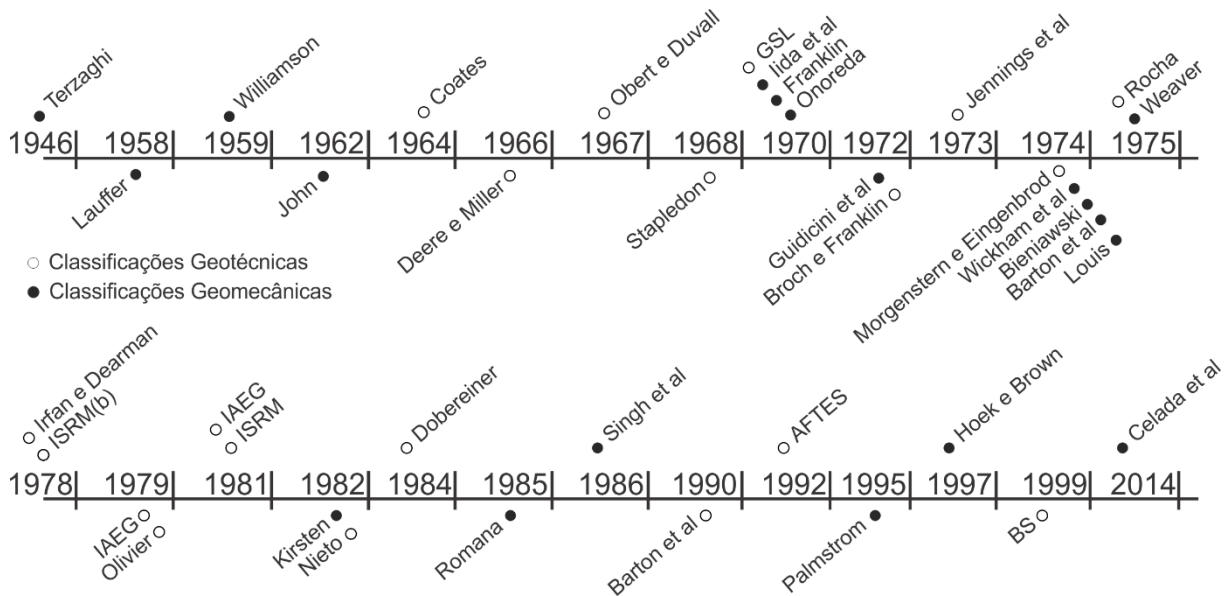 Terzaghi
Williamson
Coates
Obert e Duvall
GSL
Iida et al
Franklin
Onoreda
Jennings et al
Rocha
Weaver
1946 1958 1959 1962 1964 1966 1967 1968 1970 1972 1973 1974 1975
Lauffer
John
Deere e Miller
Stapledon
Guidicini et al
Broch e Franklin
Morgenstern e Eingenbrod
Wickham et al
Bieniawski
Barton et al
Louis
Classificações Geotécnicas
Classificações Geomecânicas
Irfan e Dearman
ISRM(b)
IAEG
ISRM
Dobereiner
Singh et al
AFTES
Hoek e Brown
Celada et al
1978 1979 1981 1982 1984 1985 1986 1990 1992 1995 1997 1999 2014
IAEG
Olivier
Kirsten
Nieto
Romana
Barton et al
Palmstrom
BS